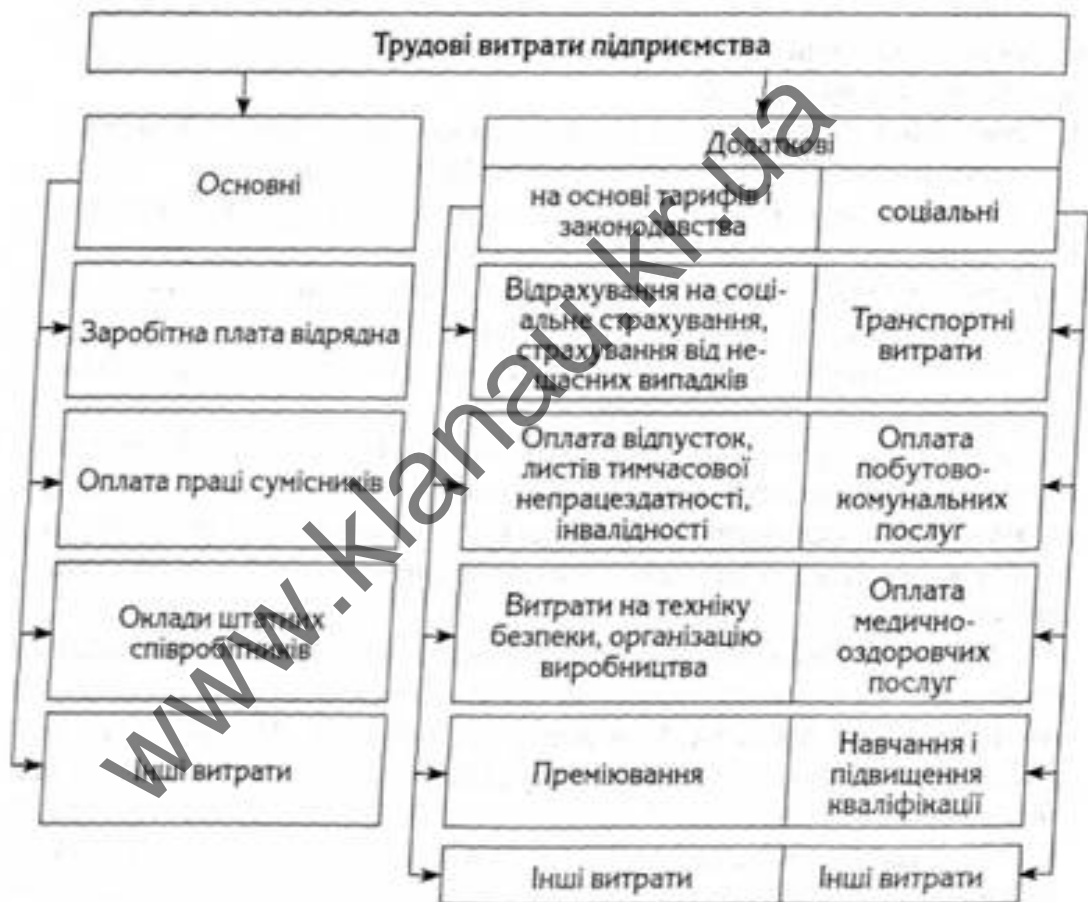 Трудові витрати підприємства
Основні
Заробітна плата відрядна
Оплата праці сумісників
Оклади штатних
співробітників
Інші витрати
Додаткові
на основі тарифів і
законодавства
соціальні
Відрахування на соці-
альне страхування,
страхування від не-
щасних випадків
Транспортні
витрати
Оплата відпусток,
листів тимчасової
непрацездатності,
інвалідності
Оплата
побутово-
комунальних
послуг
Витрати на техніку
безпеки, організацію
виробництва
Оплата
медично-
оздоровчих
послуг
Преміювання
Навчання і
підвищення
кваліфікації
Інші витрати
Інші витрати
www.klanau.kr.ua